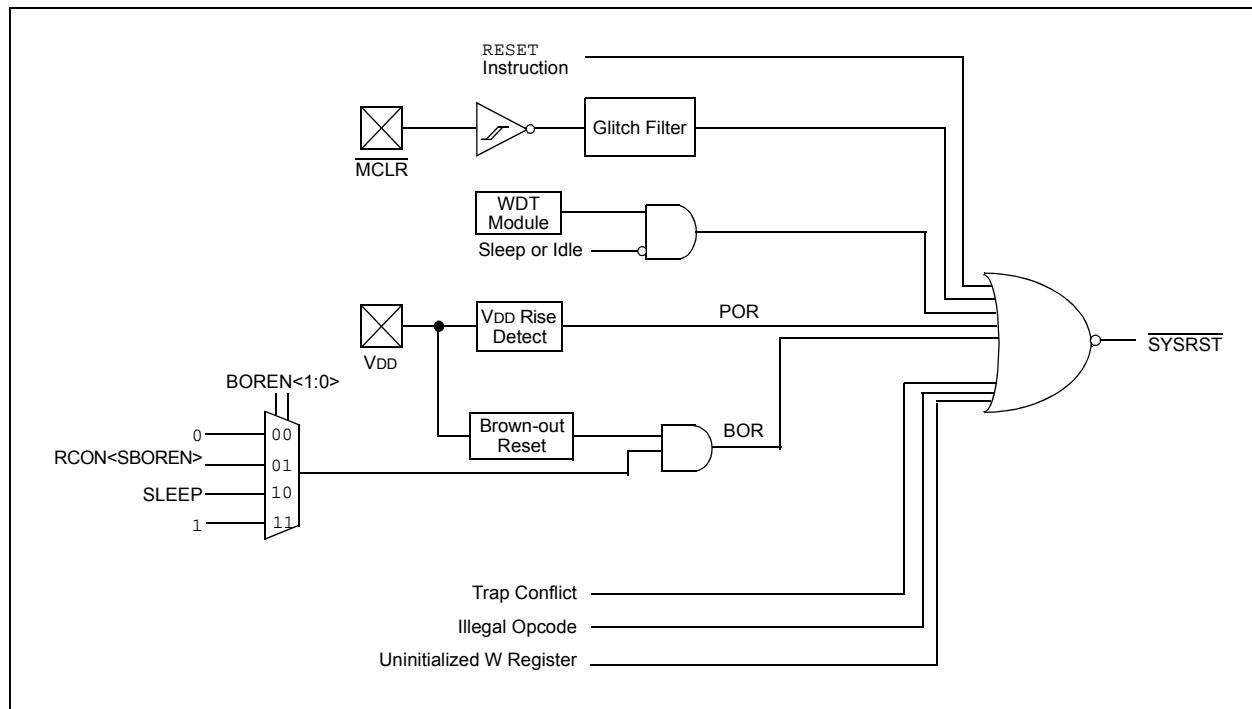 RESET
Instruction
Glitch Filter
MCLR
WDT
Module
Sleep or Idle
VDD Rise
Detect
POR
VDD
SYSRST
BOREN<1:0>
0
00
Brown-out
Reset
BOR
RCON<SBOREN>
01
SLEEP
10
1
11
Trap Conflict
Illegal Opcode
Uninitialized W Register